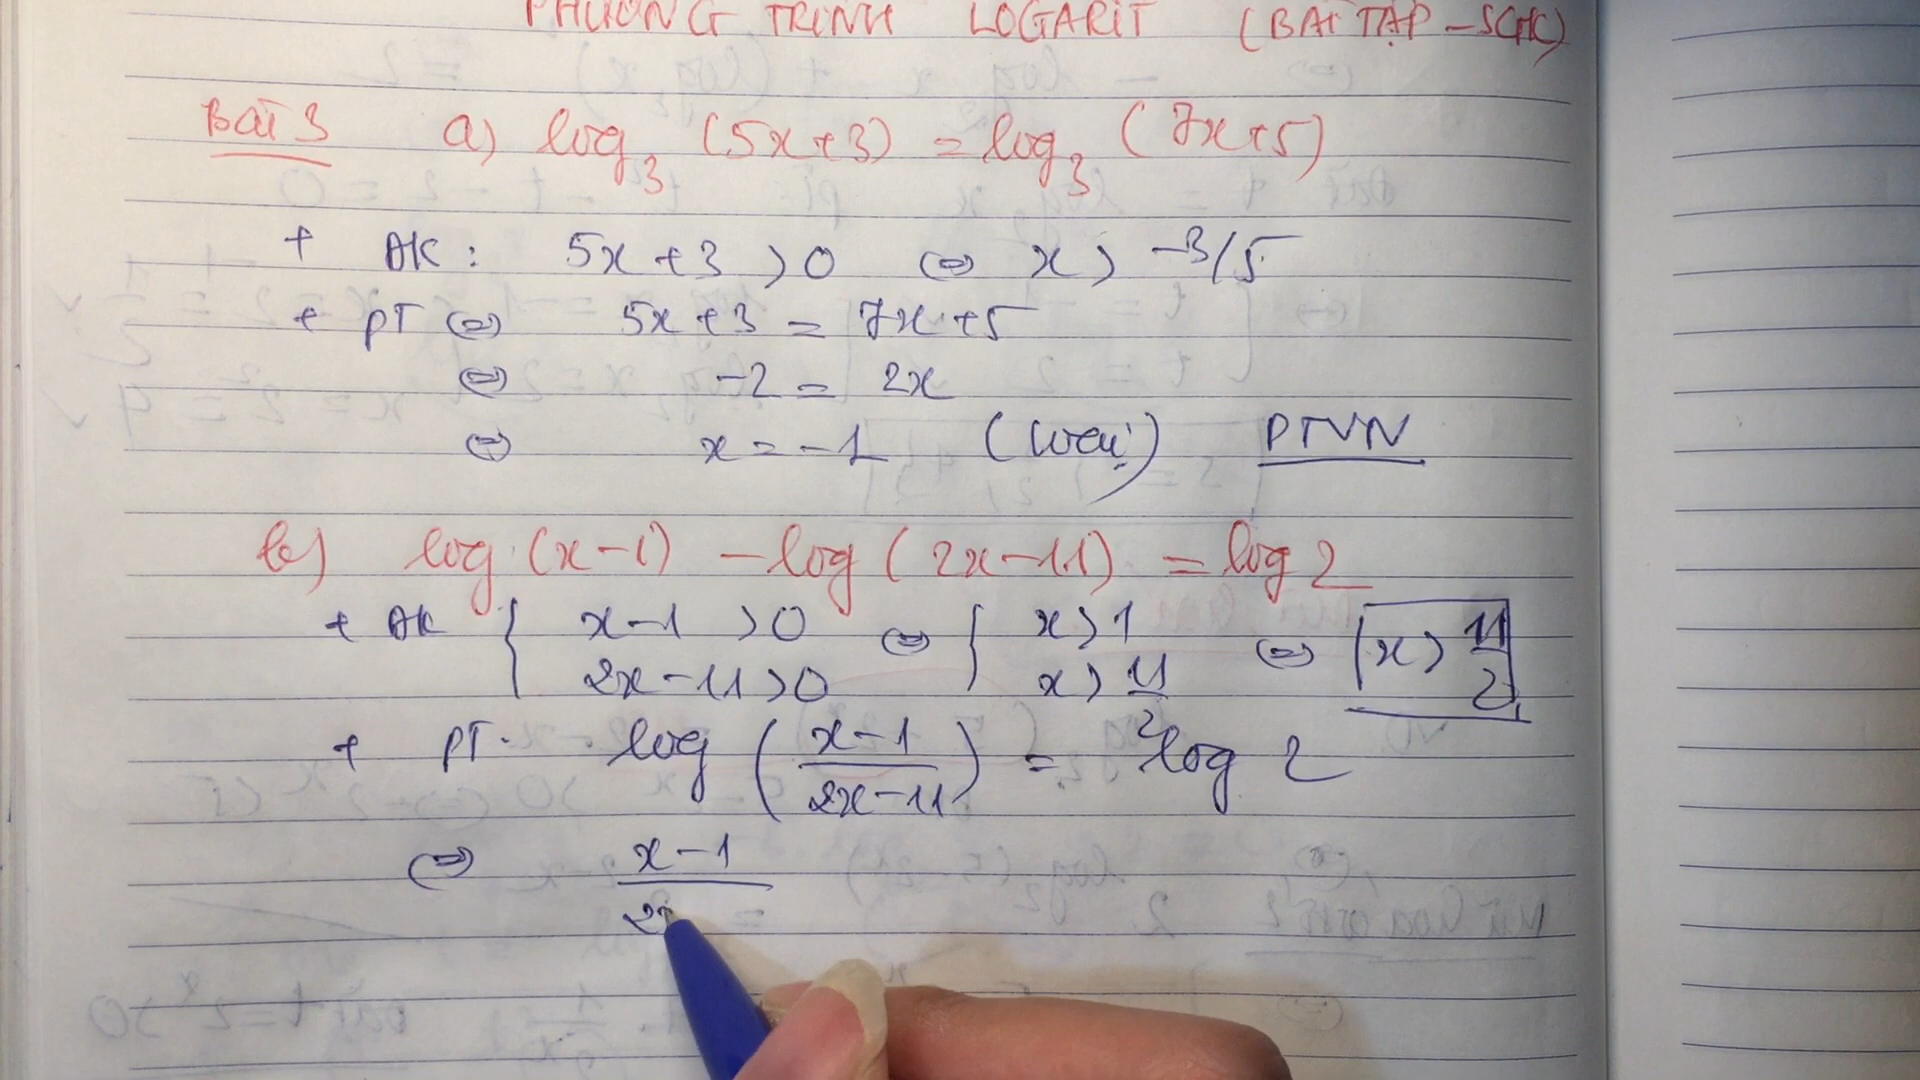 PHƯƠNG TRÌNH LOGARIT (BÀI TẬP - SGK)
Bài 3 a) log₃ (5x+3) = log₃ (7x+5)
+ ĐK: 5x+3 > 0 ⇔ x > -3/5
+ PT ⇔ 5x+3 = 7x+5
⇔ -2 = 2x
⇔ x = -1 (loại) PTVN
b) log (x-1) - log (2x-11) = log 2
+ ĐK { x-1 > 0 ⇔ { x > 1 ⇔ x > 11/2
2x-11 > 0 x > 11/2
+ PT. log ( (x-1)/(2x-11) ) = log 2
⇔ x-1
2x